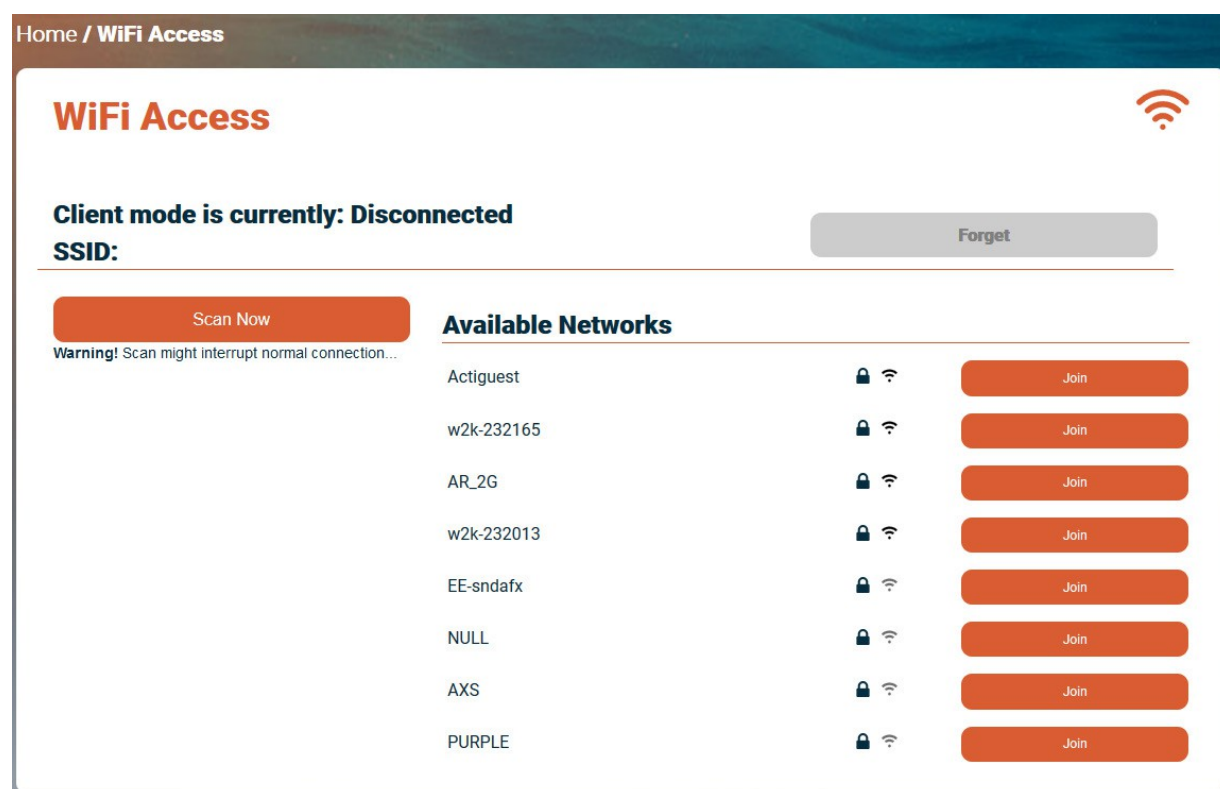 Home / WiFi Access
WiFi Access
Client mode is currently: Disconnected
SSID:
Forget
Scan Now
Warning! Scan might interrupt normal connection...
Available Networks
Actiguest Join
w2k-232165 Join
AR_2G Join
w2k-232013 Join
EE-sndafx Join
NULL Join
AXS Join
PURPLE Join